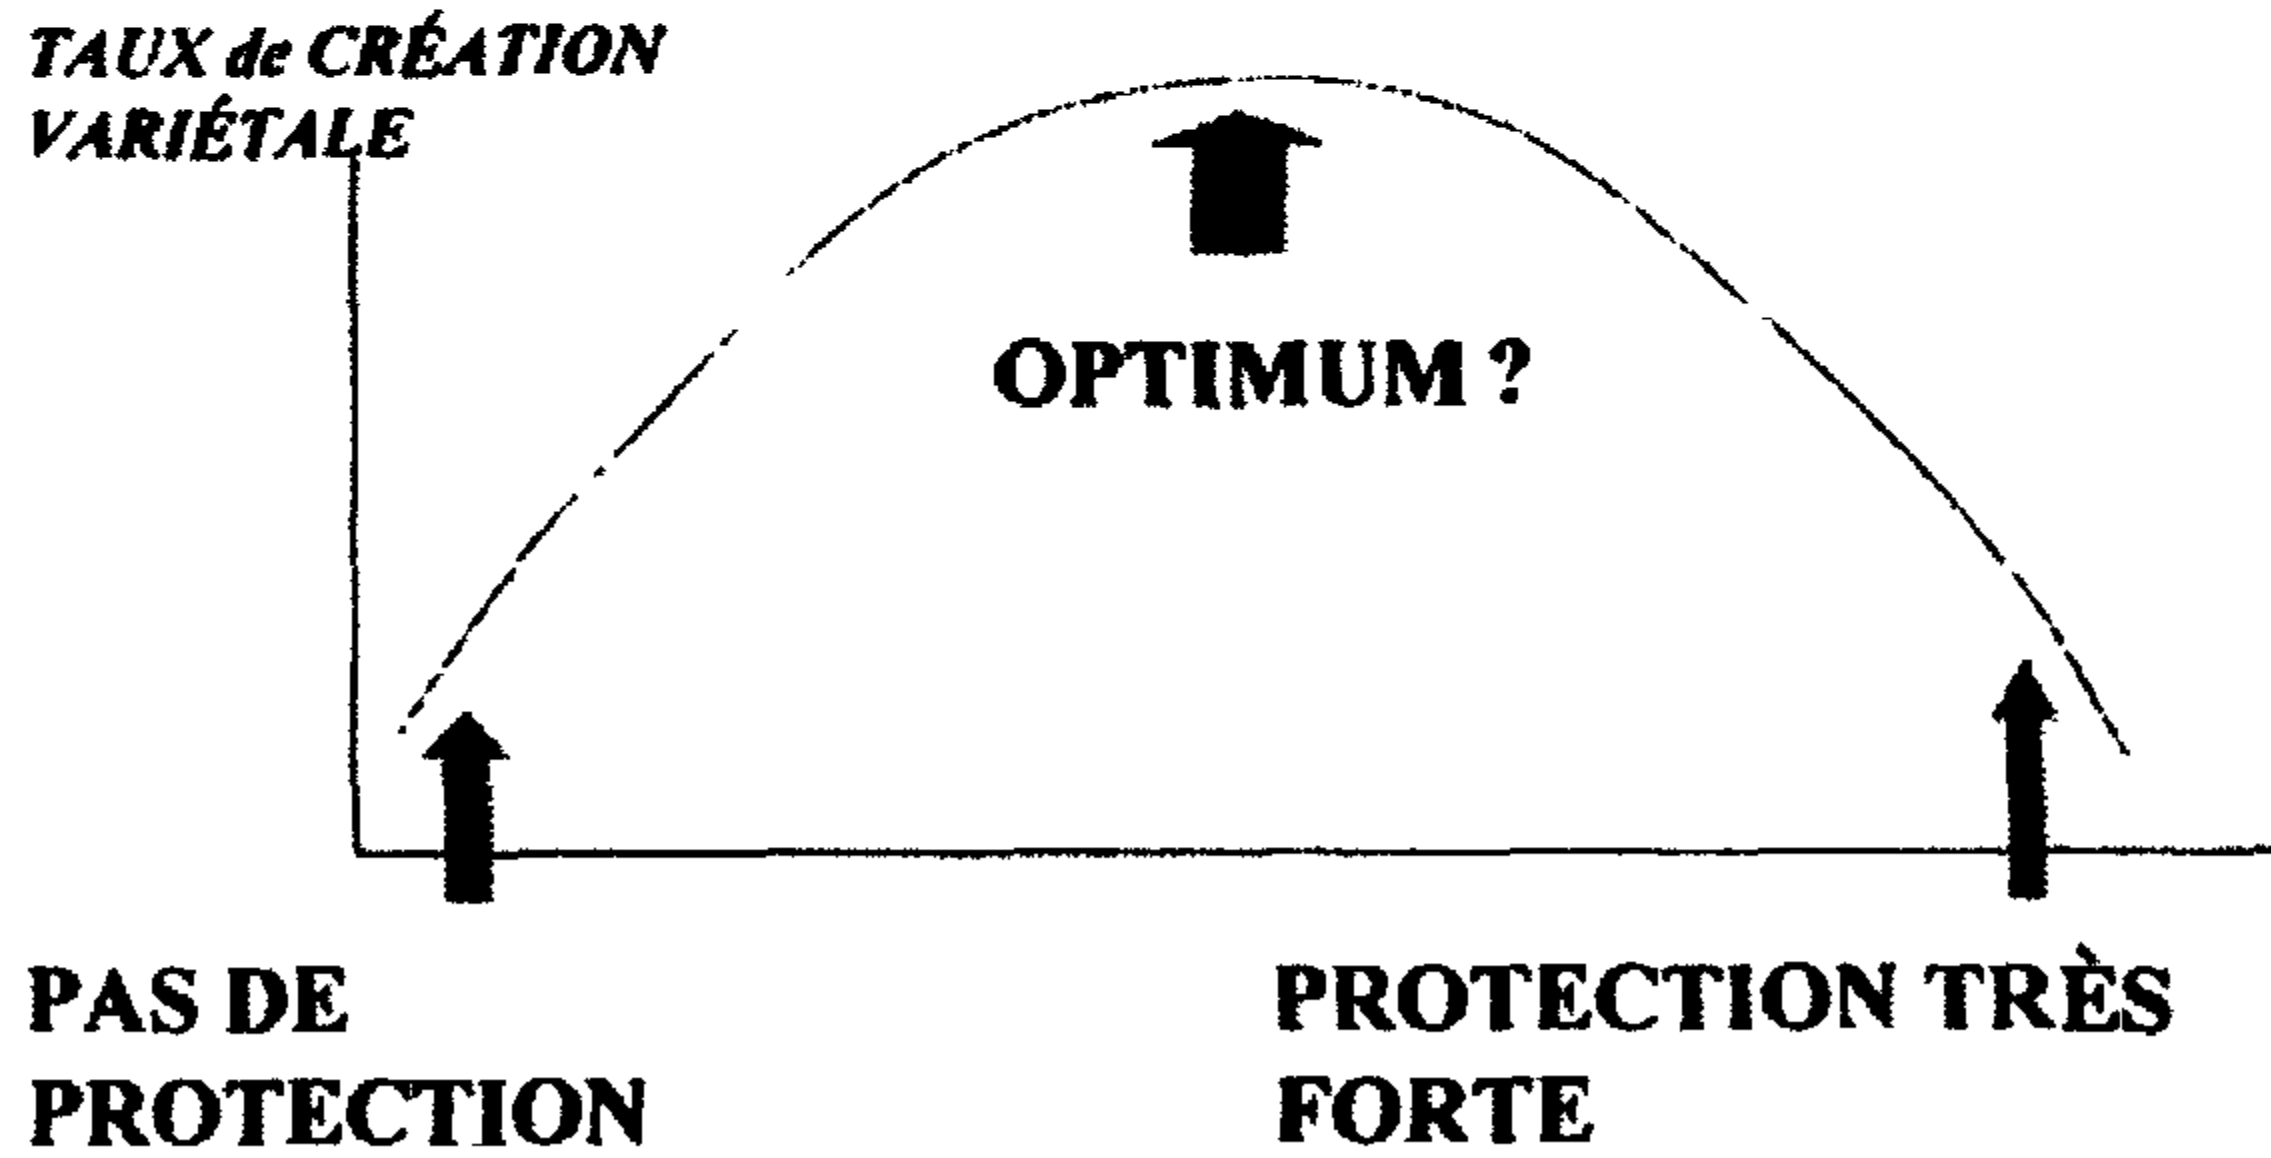 TAUX de CRÉATION
VARIÉTALE
OPTIMUM ?
PAS DE
PROTECTION
PROTECTION TRÈS
FORTE